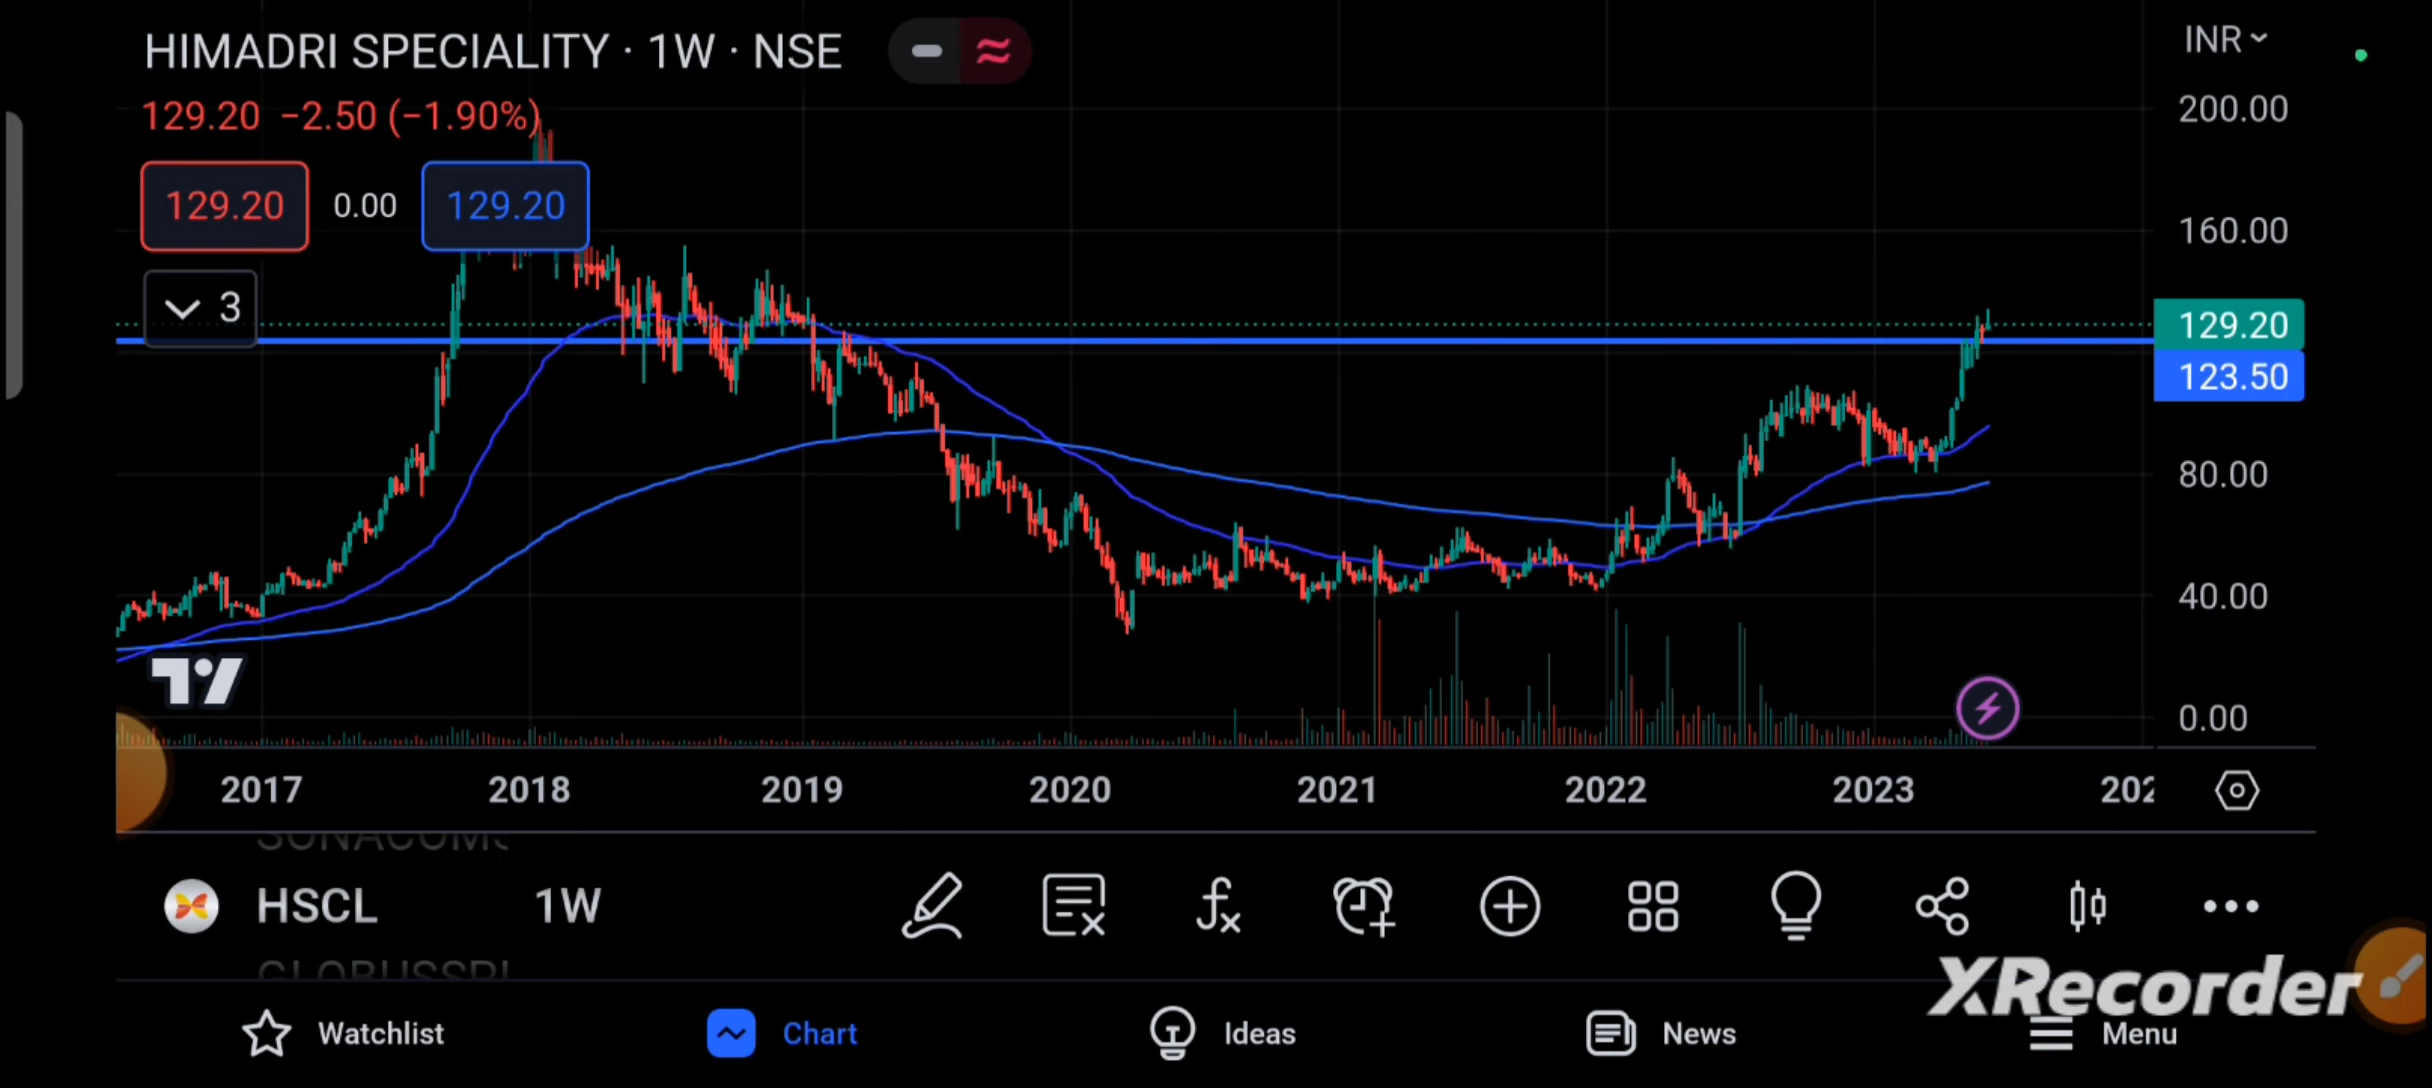 HIMADRI SPECIALITY · 1W · NSE
INR
129.20 −2.50 (−1.90%)
200.00
129.20 0.00 129.20
160.00
3
129.20
123.50
80.00
40.00
0.00
2017 2018 2019 2020 2021 2022 2023
HSCL 1W
XRecorder
Watchlist Chart Ideas News Menu